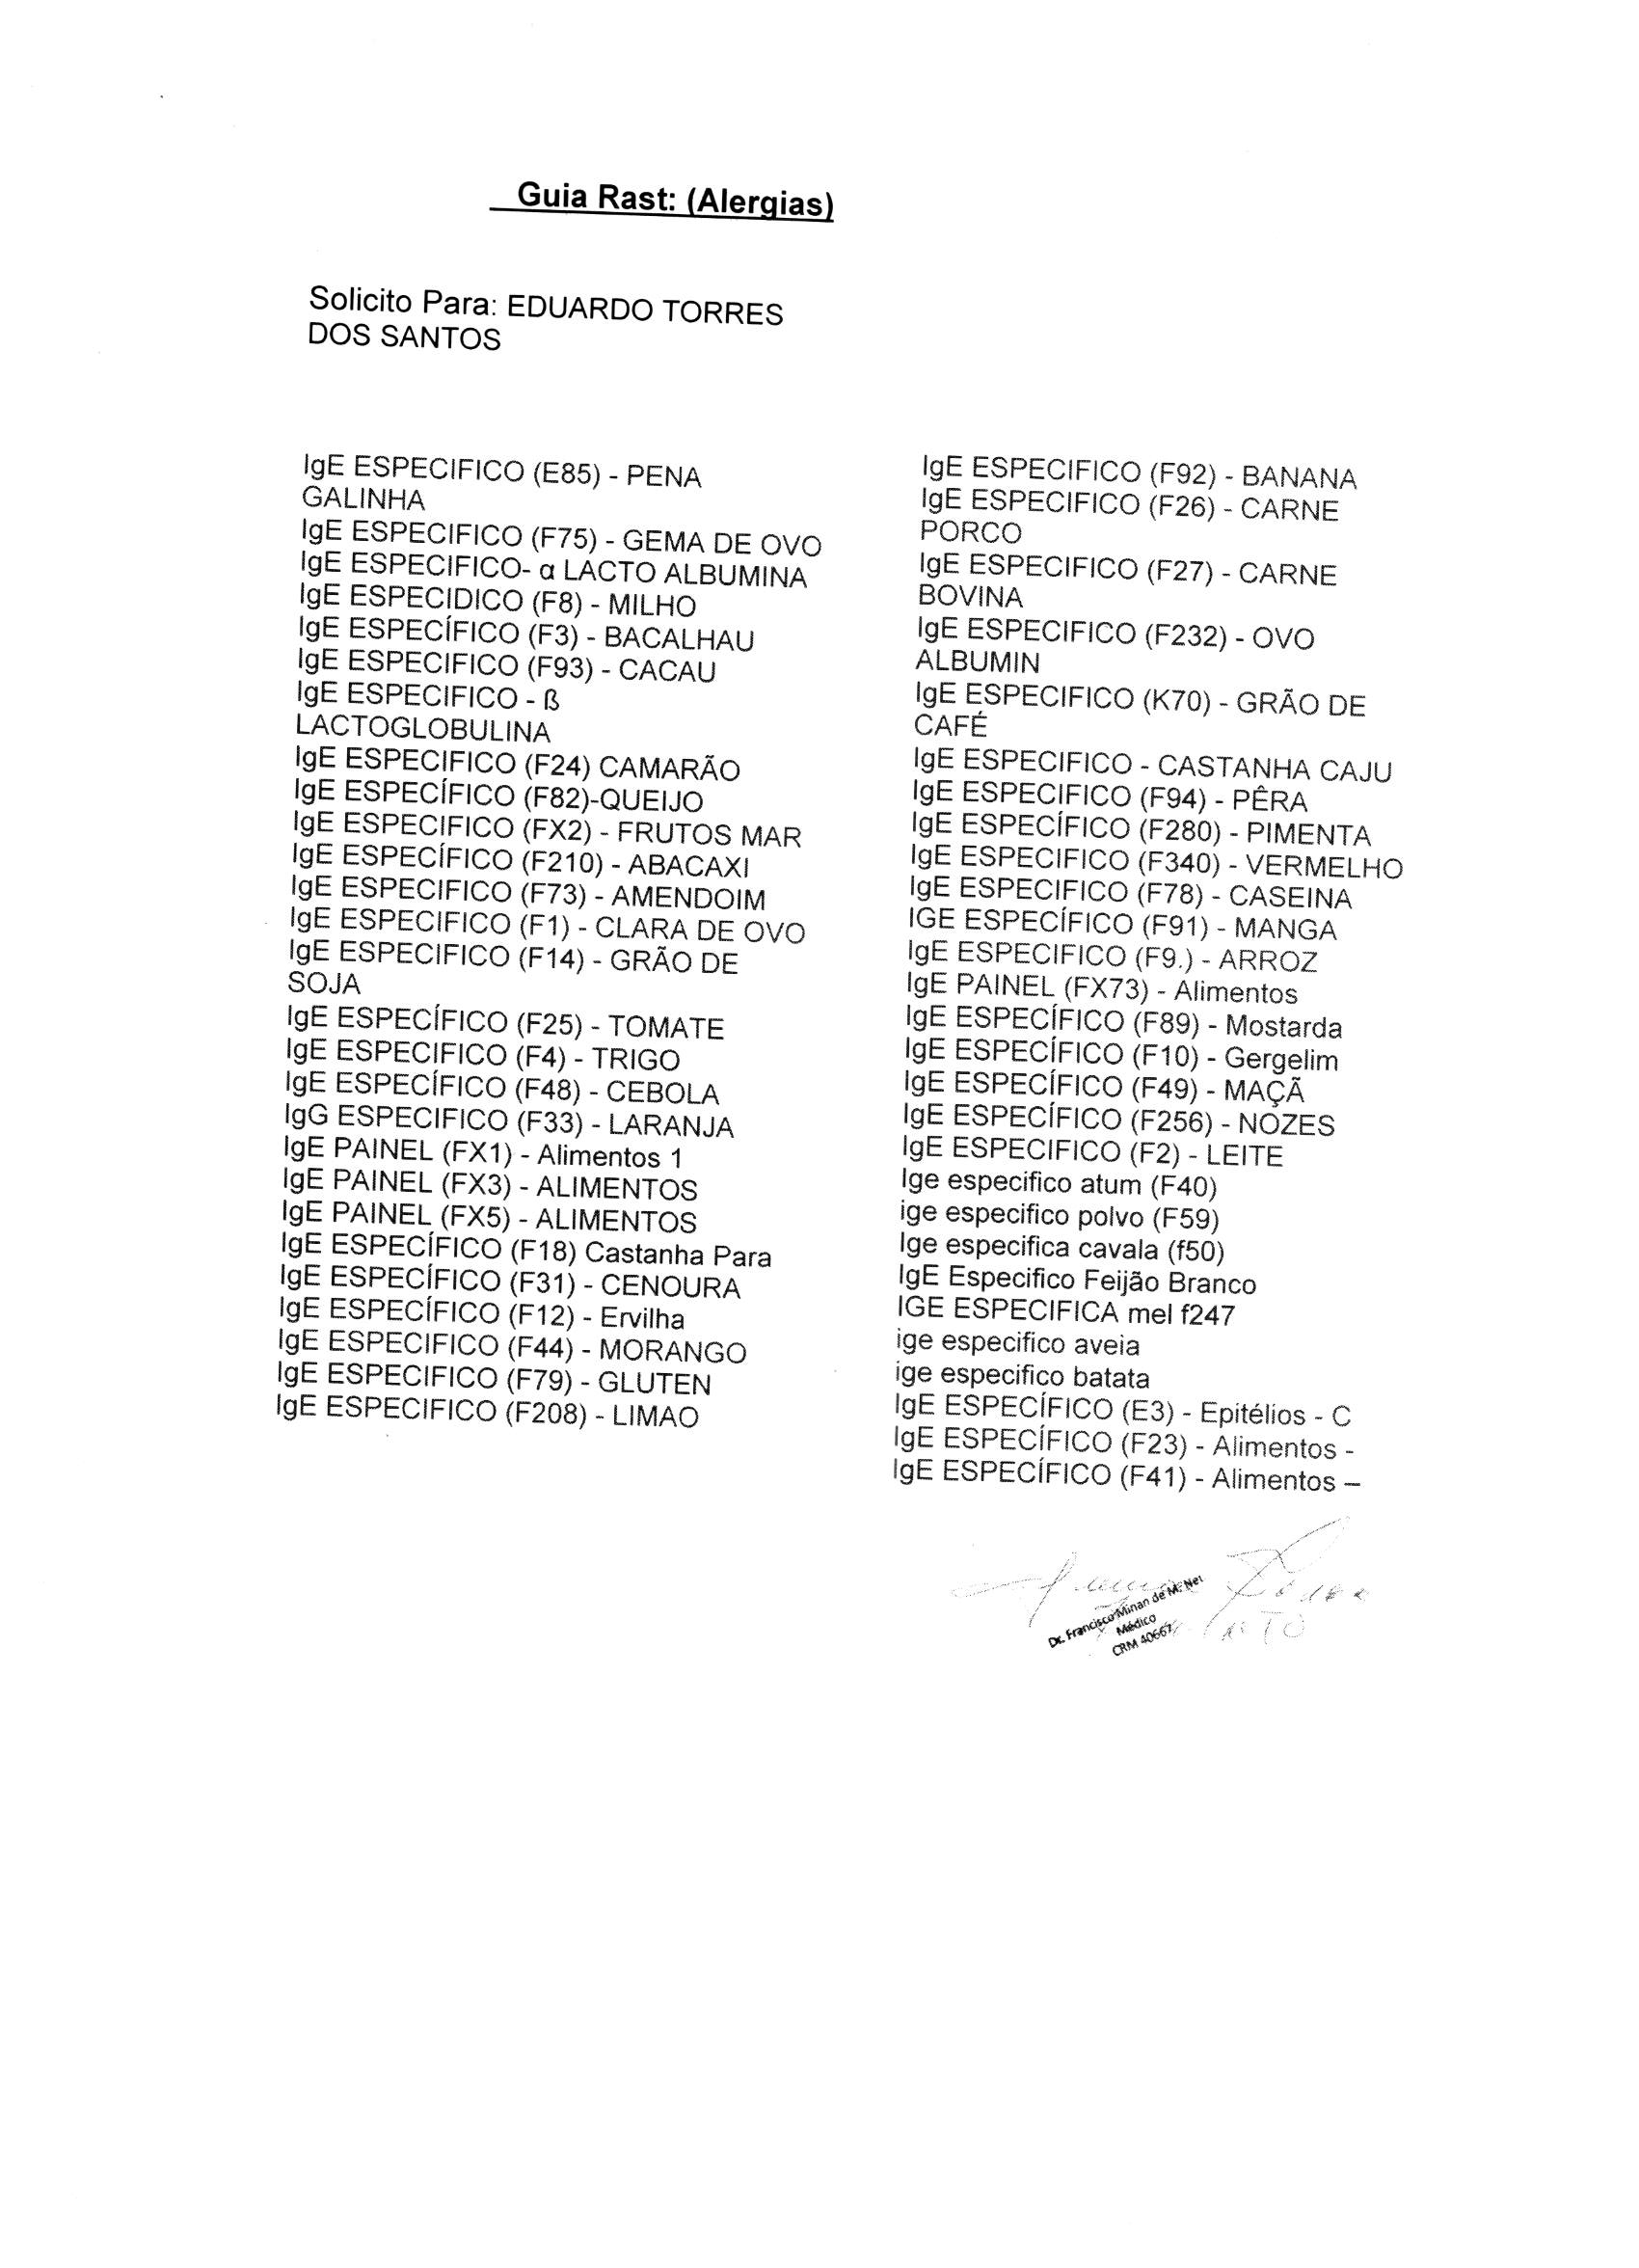 Guia Rast: (Alergias)
Solicito Para: EDUARDO TORRES
DOS SANTOS
IgE ESPECIFICO (E85) - PENA
GALINHA
IgE ESPECIFICO (F75) - GEMA DE OVO
IgE ESPECIFICO- α LACTO ALBUMINA
IgE ESPECIDICO (F8) - MILHO
IgE ESPECÍFICO (F3) - BACALHAU
IgE ESPECIFICO (F93) - CACAU
IgE ESPECIFICO - ß
LACTOGLOBULINA
IgE ESPECIFICO (F24) CAMARÃO
IgE ESPECÍFICO (F82)-QUEIJO
IgE ESPECIFICO (FX2) - FRUTOS MAR
IgE ESPECÍFICO (F210) - ABACAXI
IgE ESPECIFICO (F73) - AMENDOIM
IgE ESPECIFICO (F1) - CLARA DE OVO
IgE ESPECIFICO (F14) - GRÃO DE
SOJA
IgE ESPECÍFICO (F25) - TOMATE
IgE ESPECIFICO (F4) - TRIGO
IgE ESPECÍFICO (F48) - CEBOLA
IgG ESPECIFICO (F33) - LARANJA
IgE PAINEL (FX1) - Alimentos 1
IgE PAINEL (FX3) - ALIMENTOS
IgE PAINEL (FX5) - ALIMENTOS
IgE ESPECÍFICO (F18) Castanha Para
IgE ESPECÍFICO (F31) - CENOURA
IgE ESPECÍFICO (F12) - Ervilha
IgE ESPECIFICO (F44) - MORANGO
IgE ESPECIFICO (F79) - GLUTEN
IgE ESPECIFICO (F208) - LIMAO
IgE ESPECIFICO (F92) - BANANA
IgE ESPECIFICO (F26) - CARNE
PORCO
IgE ESPECIFICO (F27) - CARNE
BOVINA
IgE ESPECIFICO (F232) - OVO
ALBUMIN
IgE ESPECIFICO (K70) - GRÃO DE
CAFÉ
IgE ESPECIFICO - CASTANHA CAJU
IgE ESPECIFICO (F94) - PÊRA
IgE ESPECÍFICO (F280) - PIMENTA
IgE ESPECIFICO (F340) - VERMELHO
IgE ESPECIFICO (F78) - CASEINA
IGE ESPECÍFICO (F91) - MANGA
IgE ESPECIFICO (F9.) - ARROZ
IgE PAINEL (FX73) - Alimentos
IgE ESPECÍFICO (F89) - Mostarda
IgE ESPECÍFICO (F10) - Gergelim
IgE ESPECÍFICO (F49) - MAÇÃ
IgE ESPECÍFICO (F256) - NOZES
IgE ESPECIFICO (F2) - LEITE
Ige especifico atum (F40)
ige especifico polvo (F59)
Ige especifica cavala (f50)
IgE Especifico Feijão Branco
IGE ESPECIFICA mel f247
ige especifico aveia
ige especifico batata
IgE ESPECÍFICO (E3) - Epitélios - C
IgE ESPECÍFICO (F23) - Alimentos -
IgE ESPECÍFICO (F41) - Alimentos –
Dr. Francisco Minan de M. Net
Médico
CRM 40667